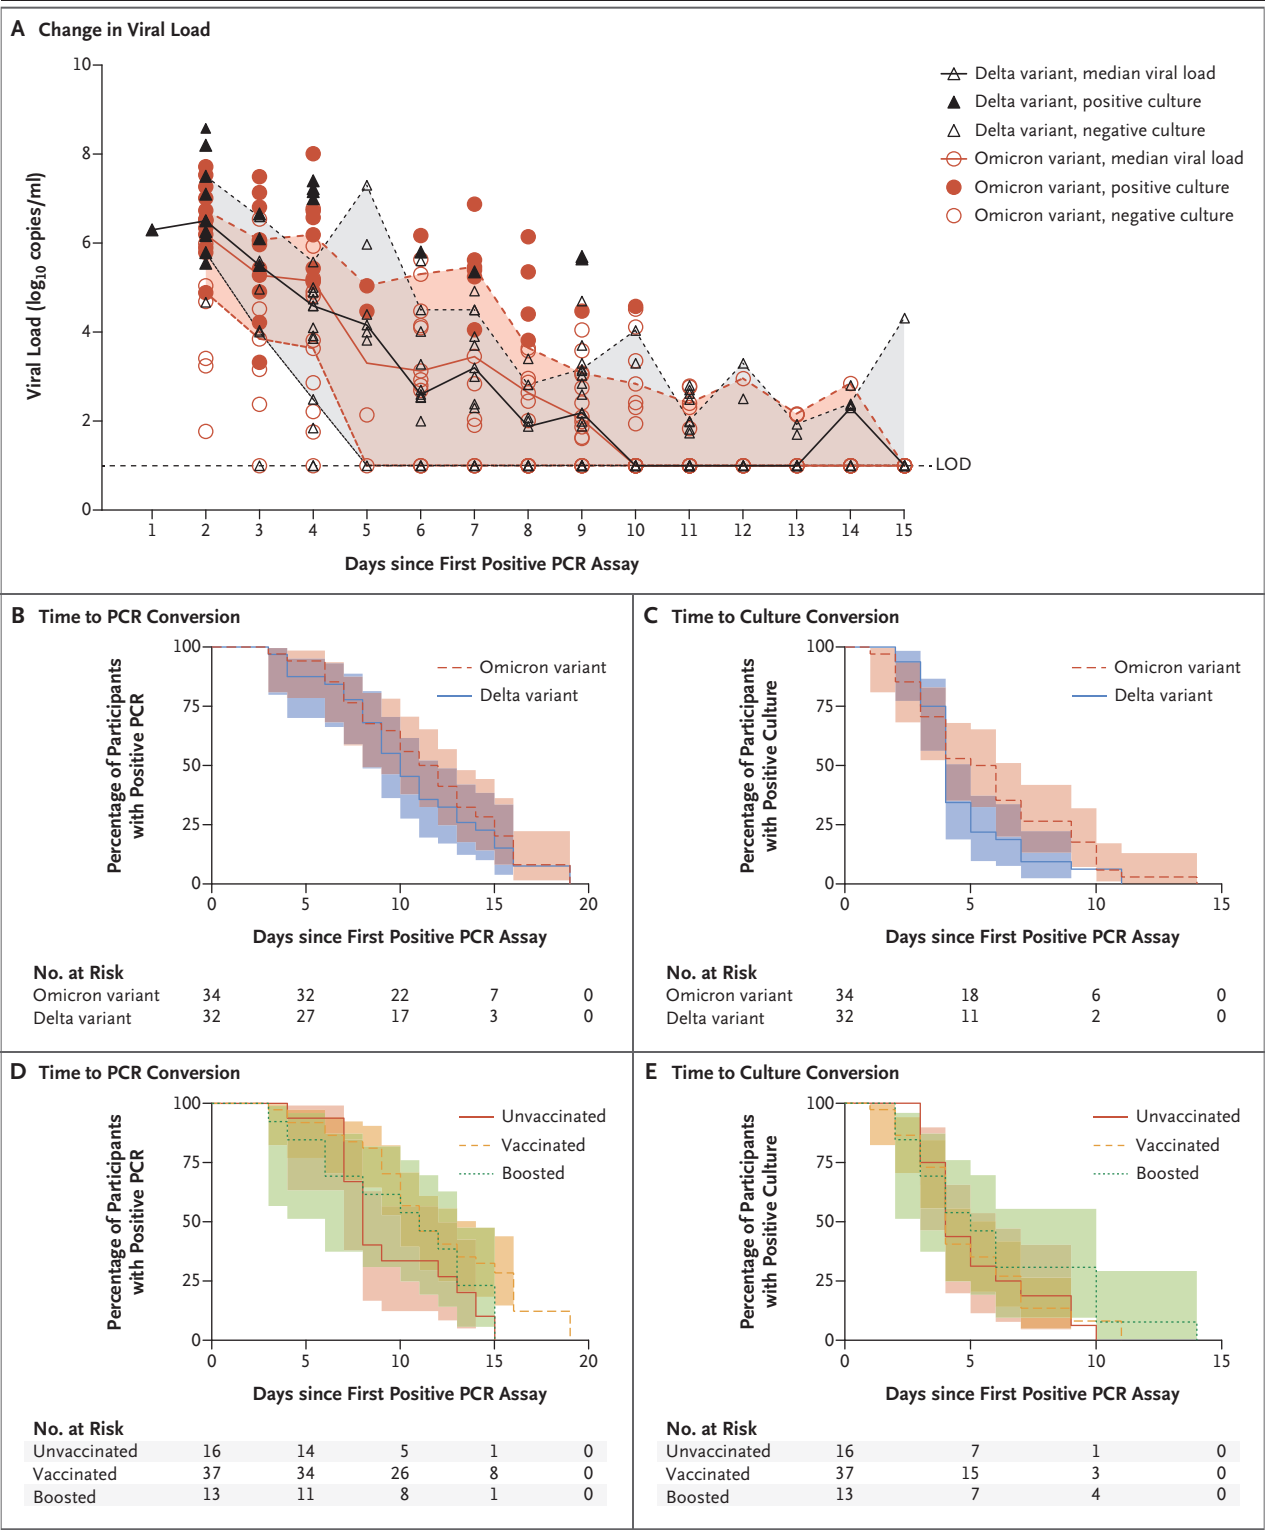 A Change in Viral Load
Viral Load (log10 copies/ml)
10
8
6
4
2
0
1 2 3 4 5 6 7 8 9 10 11 12 13 14 15
LOD
Days since First Positive PCR Assay
Delta variant, median viral load
Delta variant, positive culture
Delta variant, negative culture
Omicron variant, median viral load
Omicron variant, positive culture
Omicron variant, negative culture
B Time to PCR Conversion
Percentage of Participants
with Positive PCR
100
75
50
25
0
0 5 10 15 20
Omicron variant
Delta variant
Days since First Positive PCR Assay
No. at Risk
Omicron variant 34 32 22 7 0
Delta variant 32 27 17 3 0
C Time to Culture Conversion
Percentage of Participants
with Positive Culture
100
75
50
25
0
0 5 10 15
Omicron variant
Delta variant
Days since First Positive PCR Assay
No. at Risk
Omicron variant 34 18 6 0
Delta variant 32 11 2 0
D Time to PCR Conversion
Percentage of Participants
with Positive PCR
100
75
50
25
0
0 5 10 15 20
Unvaccinated
Vaccinated
Boosted
Days since First Positive PCR Assay
No. at Risk
Unvaccinated 16 14 5 1 0
Vaccinated 37 34 26 8 0
Boosted 13 11 8 1 0
E Time to Culture Conversion
Percentage of Participants
with Positive Culture
100
75
50
25
0
0 5 10 15
Unvaccinated
Vaccinated
Boosted
Days since First Positive PCR Assay
No. at Risk
Unvaccinated 16 7 1 0
Vaccinated 37 15 3 0
Boosted 13 7 4 0